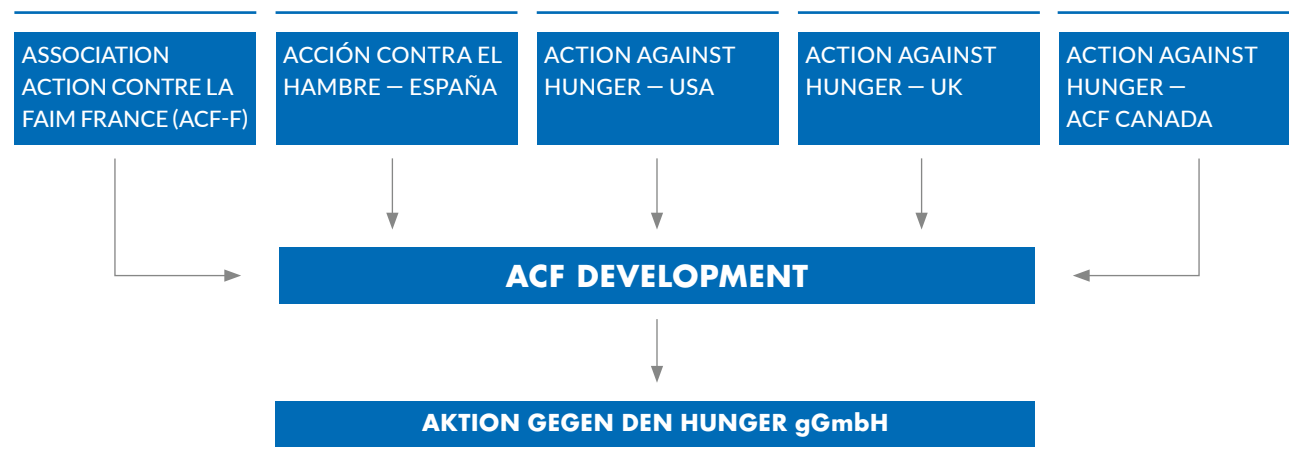 ASSOCIATION
ACTION CONTRE LA
FAIM FRANCE (ACF-F)
ACCIÓN CONTRA EL
HAMBRE — ESPAÑA
ACTION AGAINST
HUNGER — USA
ACTION AGAINST
HUNGER — UK
ACTION AGAINST
HUNGER —
ACF CANADA
ACF DEVELOPMENT
AKTION GEGEN DEN HUNGER gGmbH